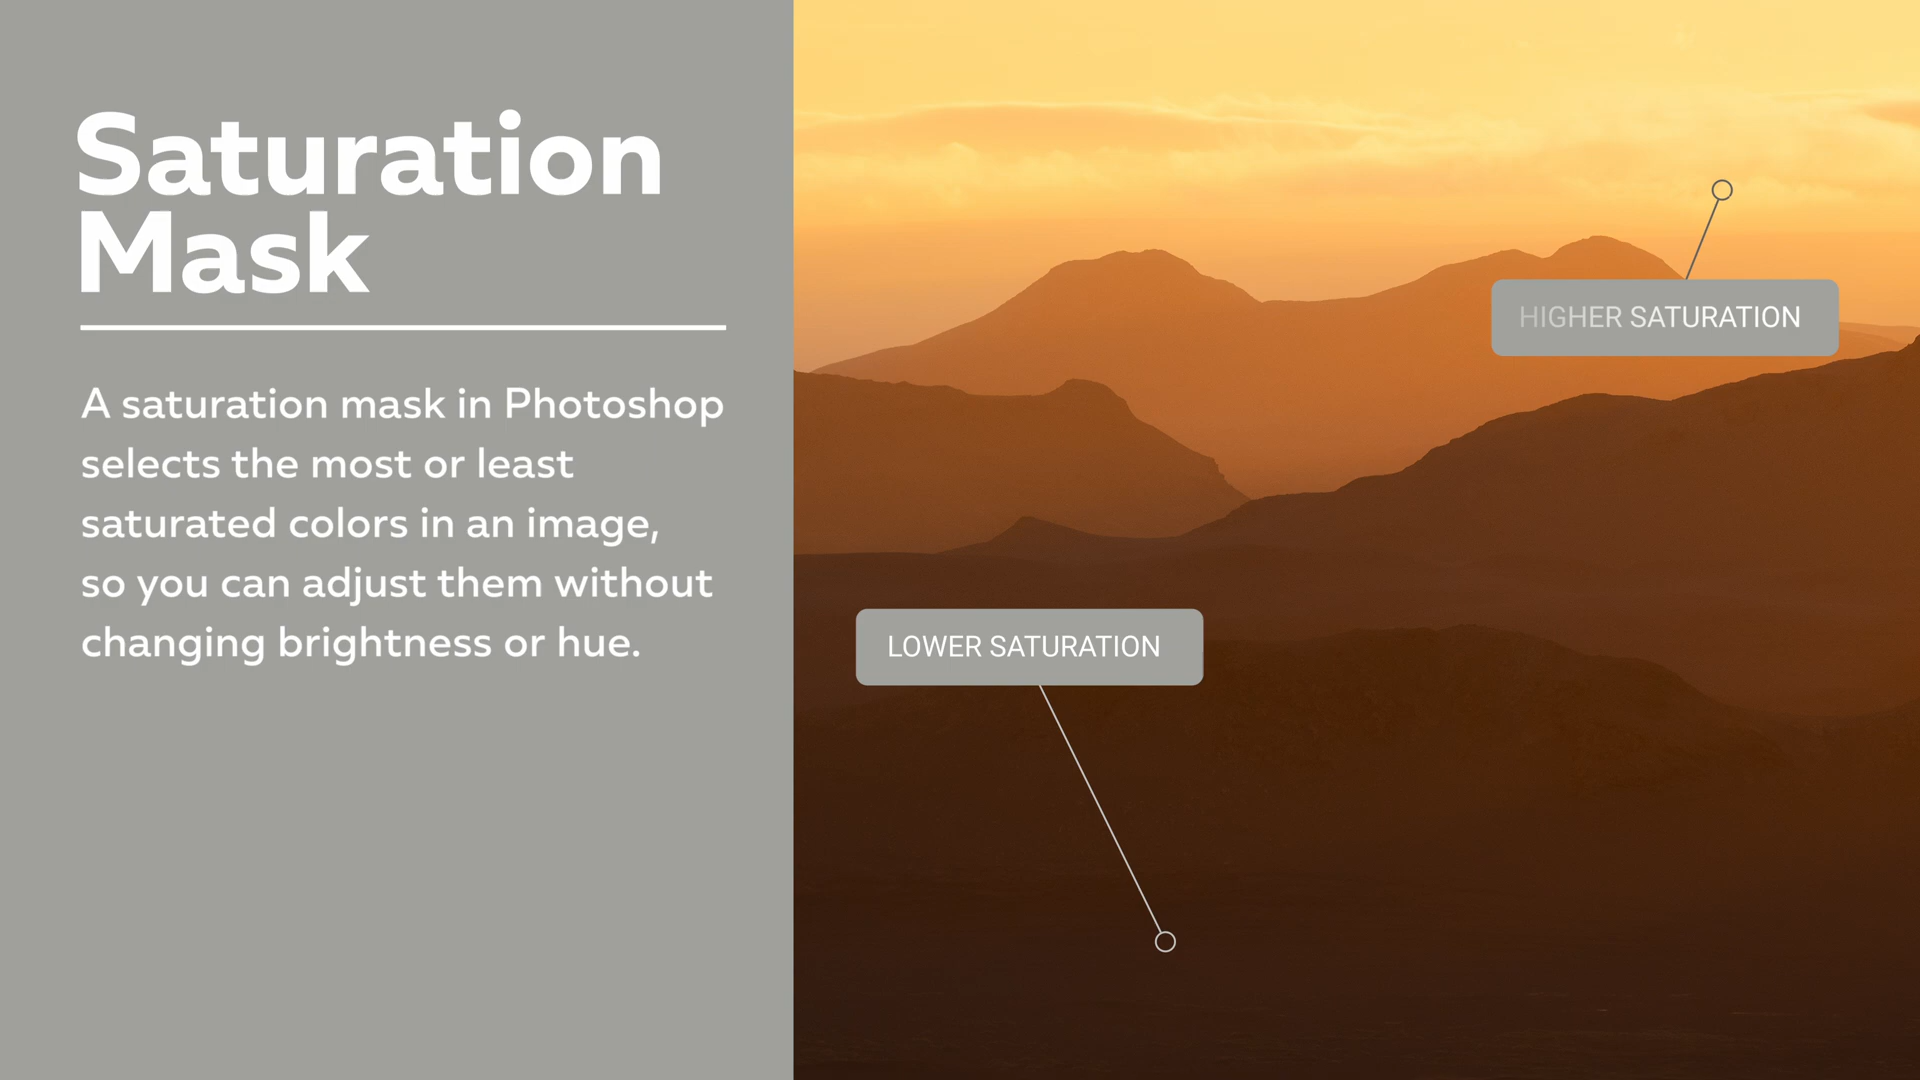 Saturation
Mask
A saturation mask in Photoshop
selects the most or least
saturated colors in an image,
so you can adjust them without
changing brightness or hue.
HIGHER SATURATION
LOWER SATURATION